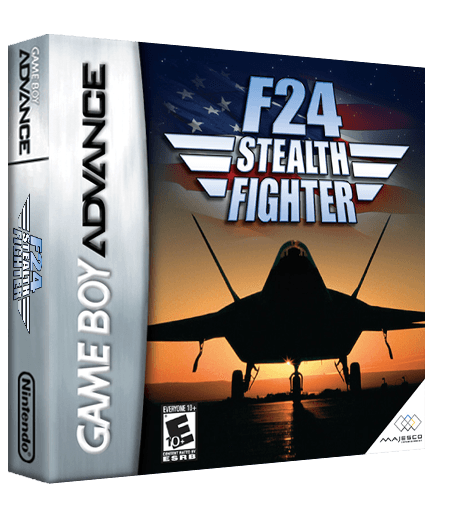 GAME BOY
ADVANCE
F24
STEALTH
FIGHTER
Nintendo®
GAME BOY ADVANCE
F24
STEALTH
FIGHTER
EVERYONE 10+
E
10+
CONTENT RATED BY
ESRB
MAJESCO